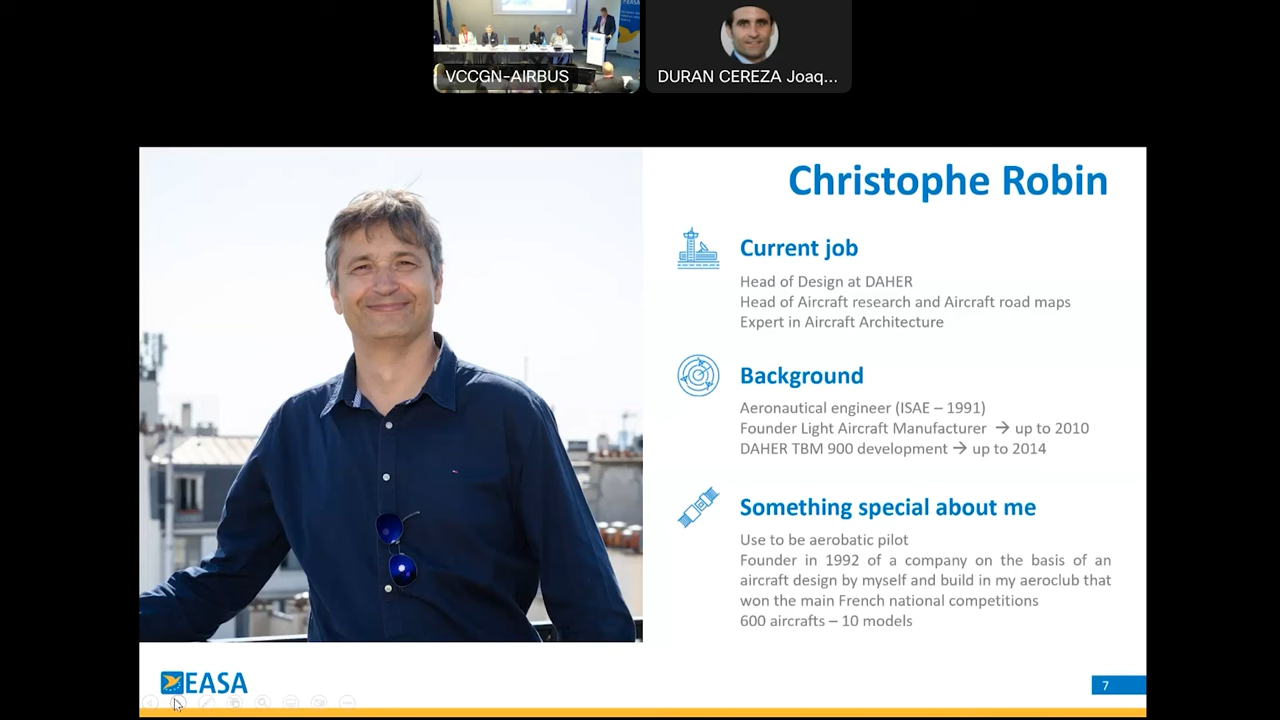 VCCGN-AIRBUS
DURAN CEREZA Joaq...
Christophe Robin
Current job
Head of Design at DAHER
Head of Aircraft research and Aircraft road maps
Expert in Aircraft Architecture
Background
Aeronautical engineer (ISAE – 1991)
Founder Light Aircraft Manufacturer → up to 2010
DAHER TBM 900 development → up to 2014
Something special about me
Use to be aerobatic pilot
Founder in 1992 of a company on the basis of an
aircraft design by myself and build in my aeroclub that
won the main French national competitions
600 aircrafts – 10 models
EASA
7